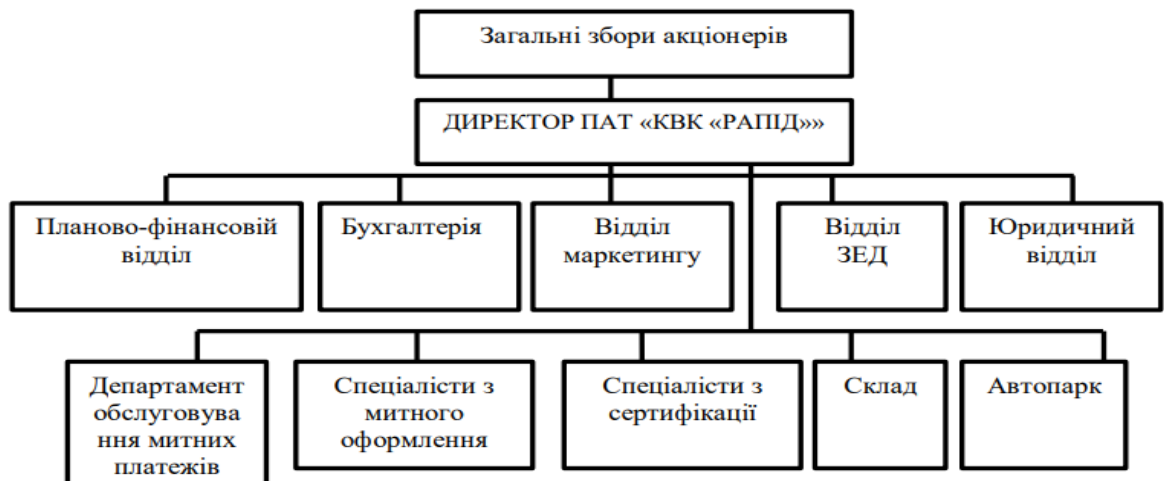 Загальні збори акціонерів
ДИРЕКТОР ПАТ «КВК «РАПІД»»
Планово-фінансовій
відділ
Бухгалтерія
Відділ
маркетингу
Відділ
ЗЕД
Юридичний
відділ
Департамент
обслуговува
ння митних
платежів
Спеціалісти з
митного
оформлення
Спеціалісти з
сертифікації
Склад
Автопарк